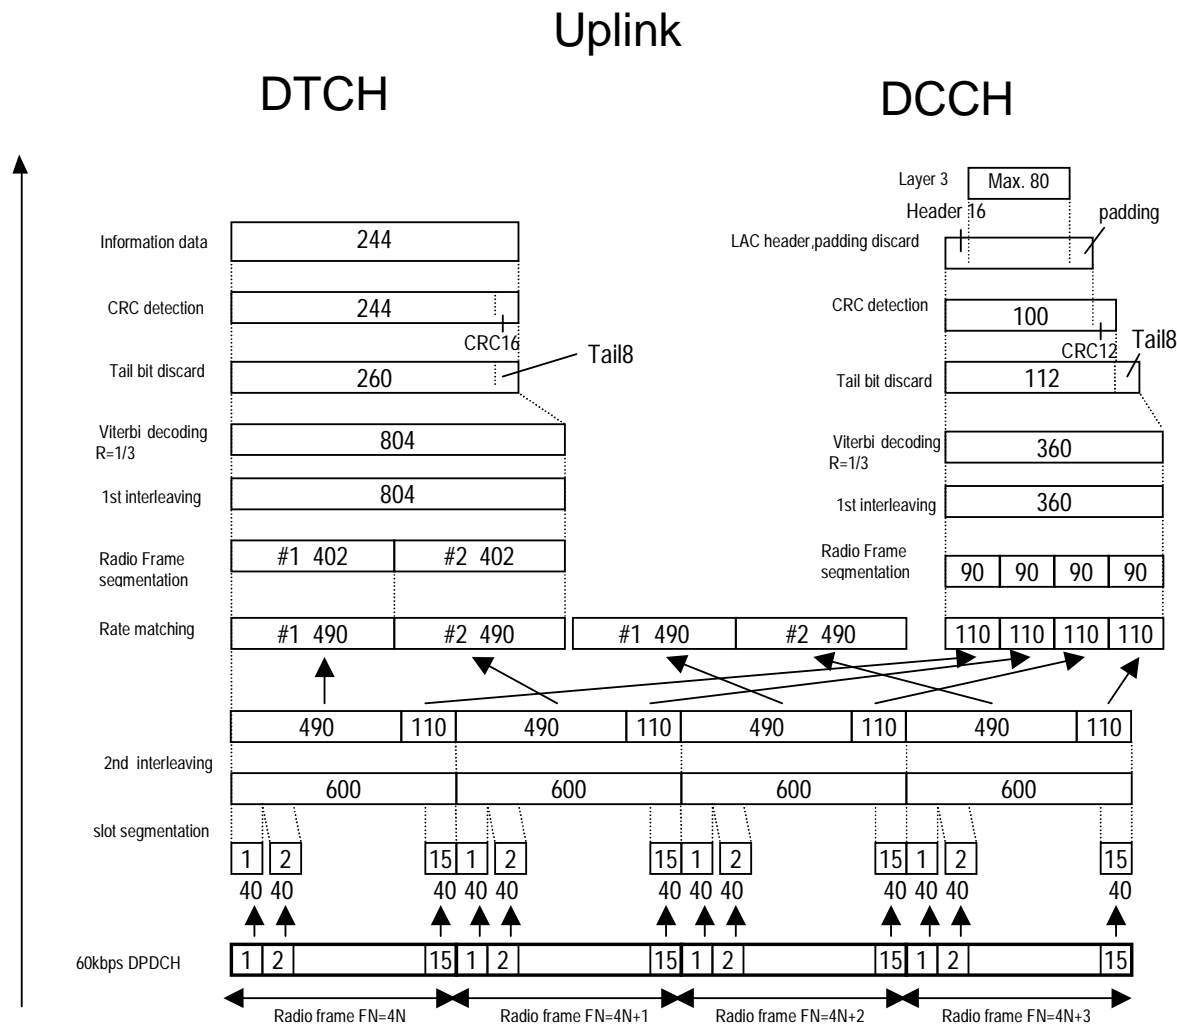 Uplink
DTCH DCCH
Layer 3 Max. 80
Header 16 padding
Information data 244 LAC header,padding discard
CRC detection 244 CRC detection 100
CRC16 CRC12
Tail8 Tail8
Tail bit discard 260 Tail bit discard 112
Viterbi decoding R=1/3 804 Viterbi decoding R=1/3 360
1st interleaving 804 1st interleaving 360
Radio Frame segmentation #1 402 #2 402 Radio Frame segmentation 90 90 90 90
Rate matching #1 490 #2 490 #1 490 #2 490 110 110 110 110
490 110 490 110 490 110 490 110
2nd interleaving
600 600 600 600
slot segmentation
1 2 15 1 2 15 1 2 15 1 2 15
40 40 40 40 40 40 40 40 40 40 40 40
60kbps DPDCH 1 2 15 1 2 15 1 2 15 1 2 15
Radio frame FN=4N Radio frame FN=4N+1 Radio frame FN=4N+2 Radio frame FN=4N+3